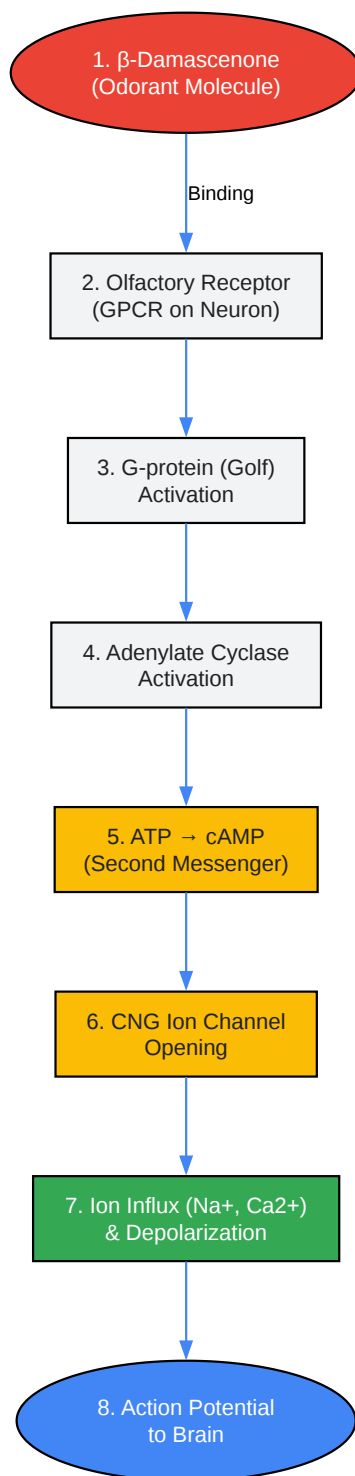 1. β-Damascenone
(Odorant Molecule)
Binding
2. Olfactory Receptor
(GPCR on Neuron)
3. G-protein (Golf)
Activation
4. Adenylate Cyclase
Activation
5. ATP → cAMP
(Second Messenger)
6. CNG Ion Channel
Opening
7. Ion Influx (Na+, Ca2+)
& Depolarization
8. Action Potential
to Brain